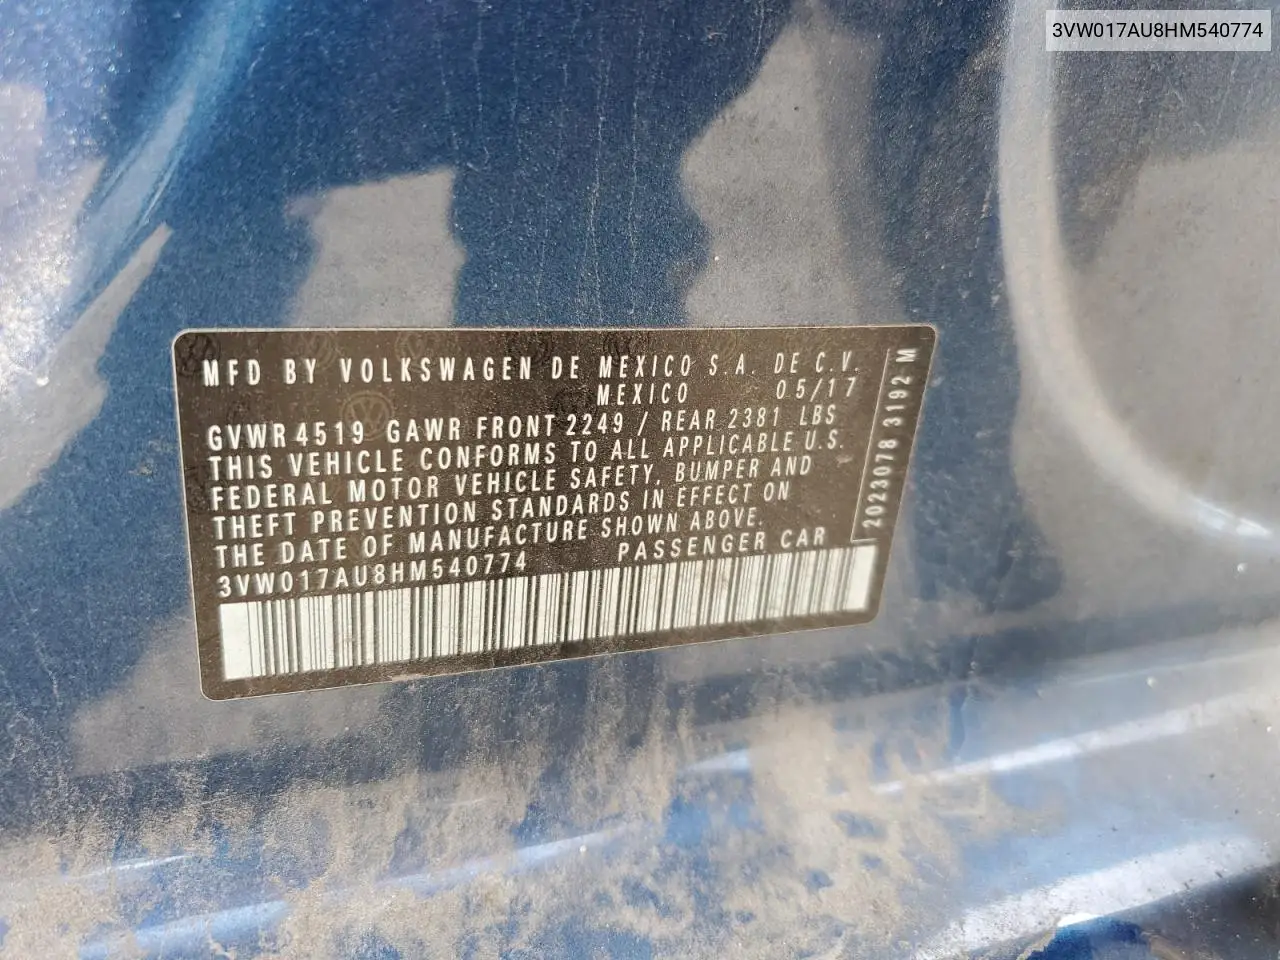 3VW017AU8HM540774
MFD BY VOLKSWAGEN DE MEXICO S.A. DE C.V.
MEXICO 05/17
GVWR 4519 GAWR FRONT 2249 / REAR 2381 LBS
THIS VEHICLE CONFORMS TO ALL APPLICABLE U.S.
FEDERAL MOTOR VEHICLE SAFETY, BUMPER AND
THEFT PREVENTION STANDARDS IN EFFECT ON
THE DATE OF MANUFACTURE SHOWN ABOVE.
3VW017AU8HM540774 PASSENGER CAR
2023078 3192 M